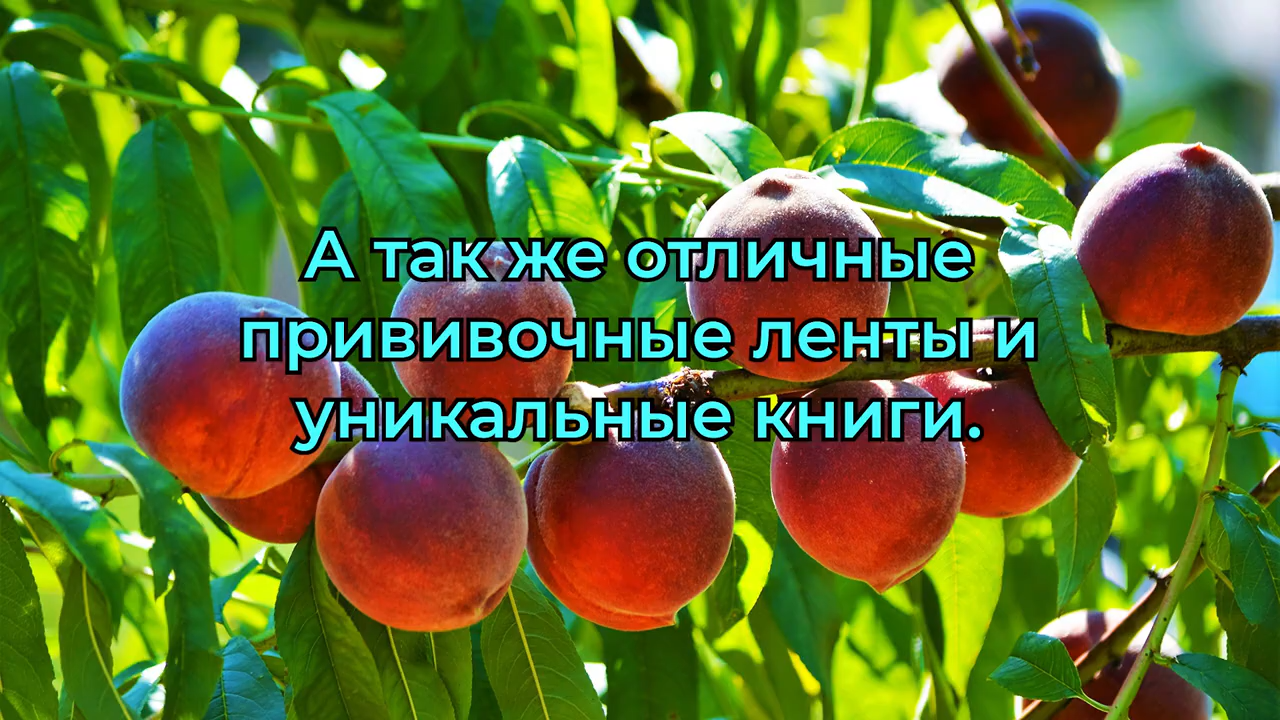 А так же отличные
прививочные ленты и
уникальные книги.